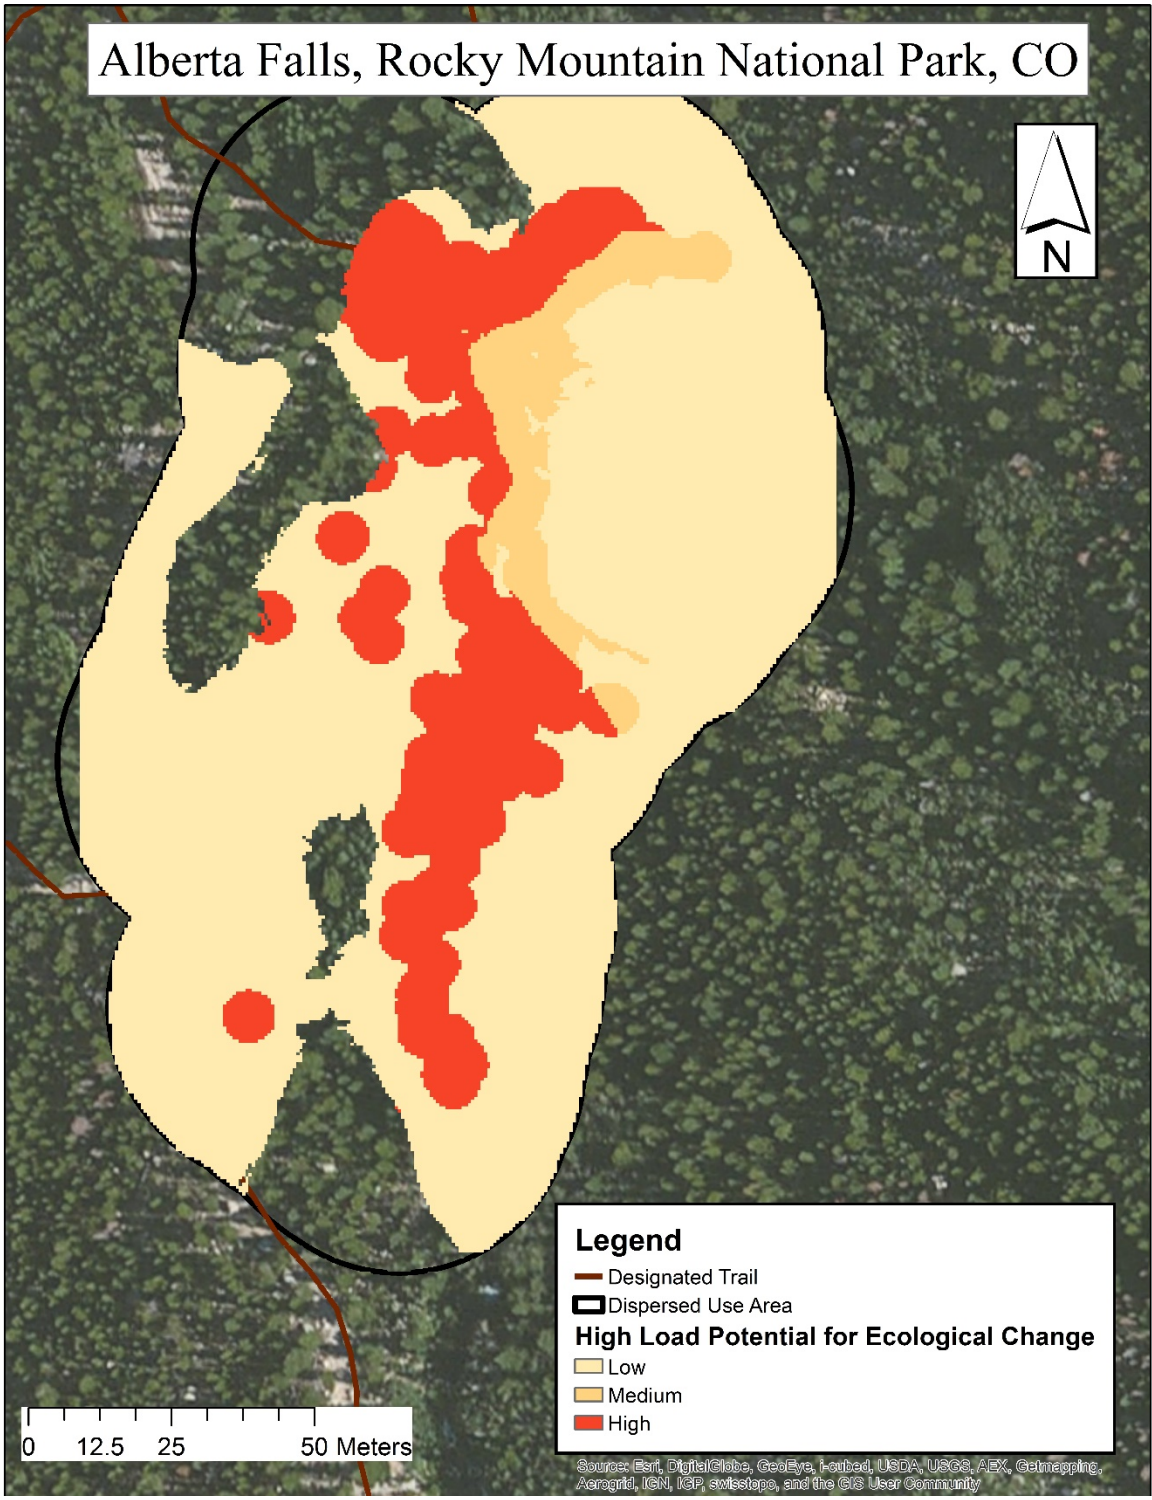 Alberta Falls, Rocky Mountain National Park, CO
N
Legend
Designated Trail
Dispersed Use Area
High Load Potential for Ecological Change
Low
Medium
High
0 12.5 25 50 Meters
Source: Esri, DigitalGlobe, GeoEye, i-cubed, USDA, USGS, AEX, Getmapping,
Aerogrid, IGN, IGP, swisstopo, and the GIS User Community